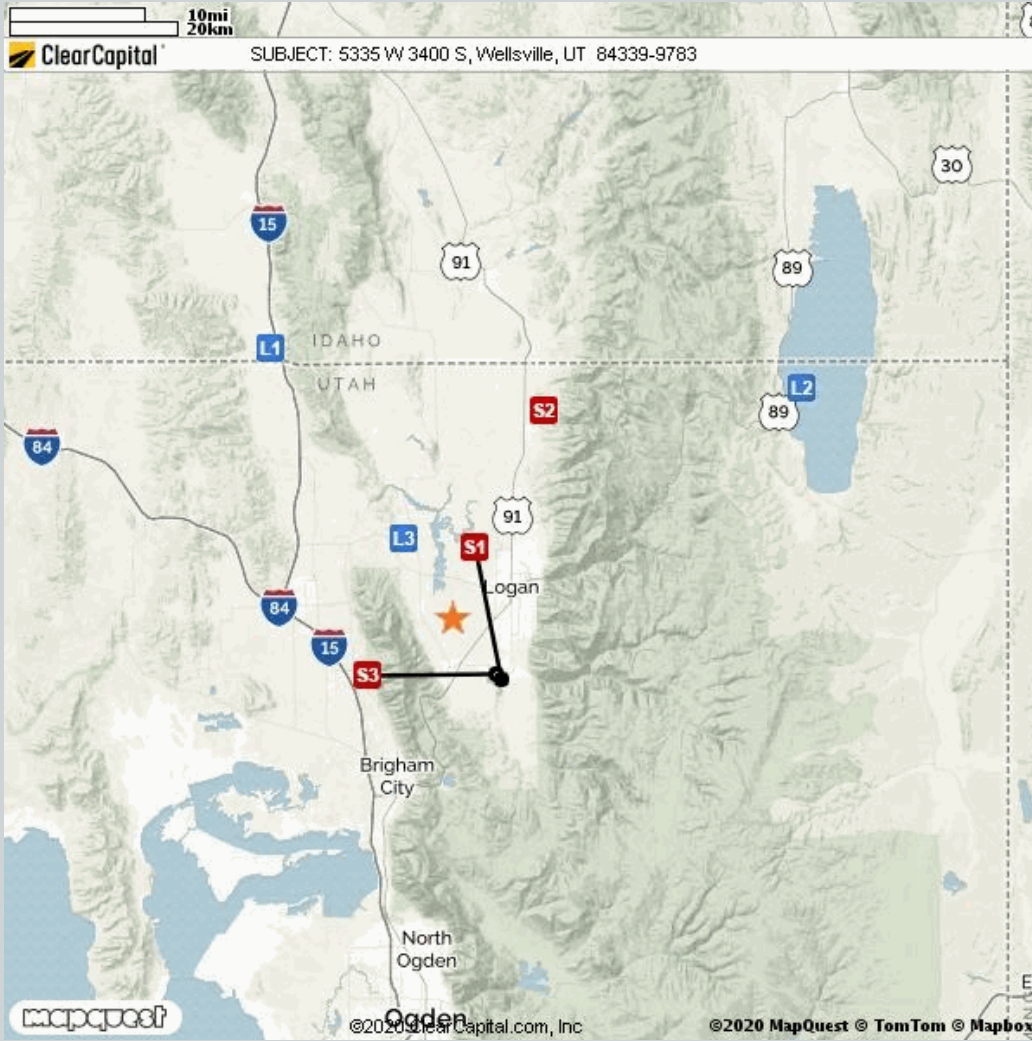 10mi
20km
ClearCapital
SUBJECT: 5335 W 3400 S, Wellsville, UT 84339-9783
30
15
91
89
L1
IDAHO
UTAH
L2
89
S2
84
91
L3
S1
Logan
84
15
S3
Brigham
City
North
Ogden
Ogden
mapquest
©2020 ClearCapital.com, Inc
©2020 MapQuest © TomTom © Mapbox